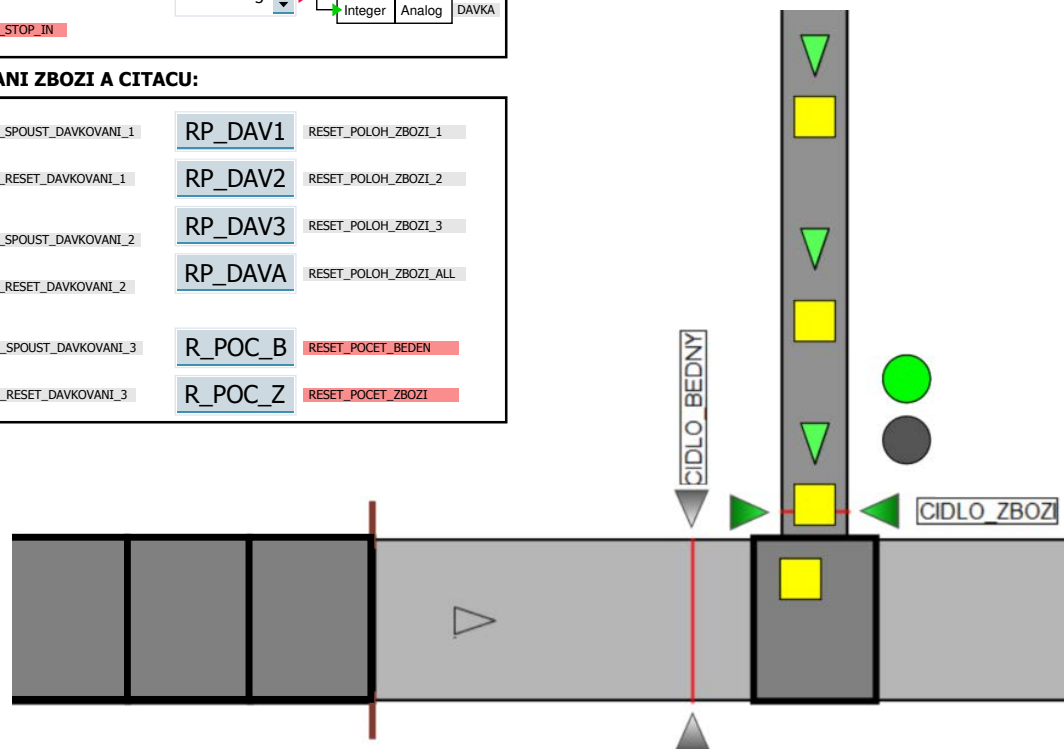 Integer Analog DAVKA
_STOP_IN
ANI ZBOZI A CITACU:
_SPOUST_DAVKOVANI_1 RP_DAV1 RESET_POLOH_ZBOZI_1
_RESET_DAVKOVANI_1 RP_DAV2 RESET_POLOH_ZBOZI_2
_SPOUST_DAVKOVANI_2 RP_DAV3 RESET_POLOH_ZBOZI_3
_RESET_DAVKOVANI_2 RP_DAVA RESET_POLOH_ZBOZI_ALL
_SPOUST_DAVKOVANI_3 R_POC_B RESET_POCET_BEDEN
_RESET_DAVKOVANI_3 R_POC_Z RESET_POCET_ZBOZI
CIDLO_BEDNY
CIDLO_ZBOZI